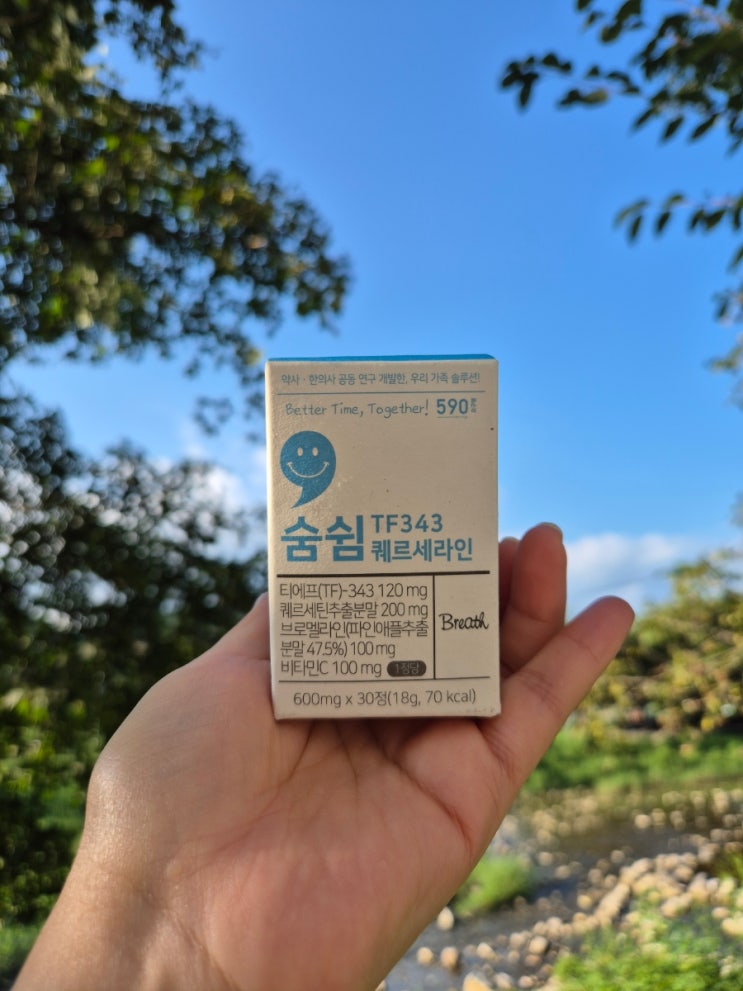 약사 · 한의사 공동 연구 개발한, 우리 가족 솔루션!
Better Time, Together! 590
숨쉼 TF343
퀘르세라인
티에프(TF)-343 120 mg
퀘르세틴추출분말 200 mg
브로멜라인(파인애플추출
분말 47.5%) 100 mg
비타민C 100 mg 1정당
Breath
600mg x 30정(18g, 70 kcal)